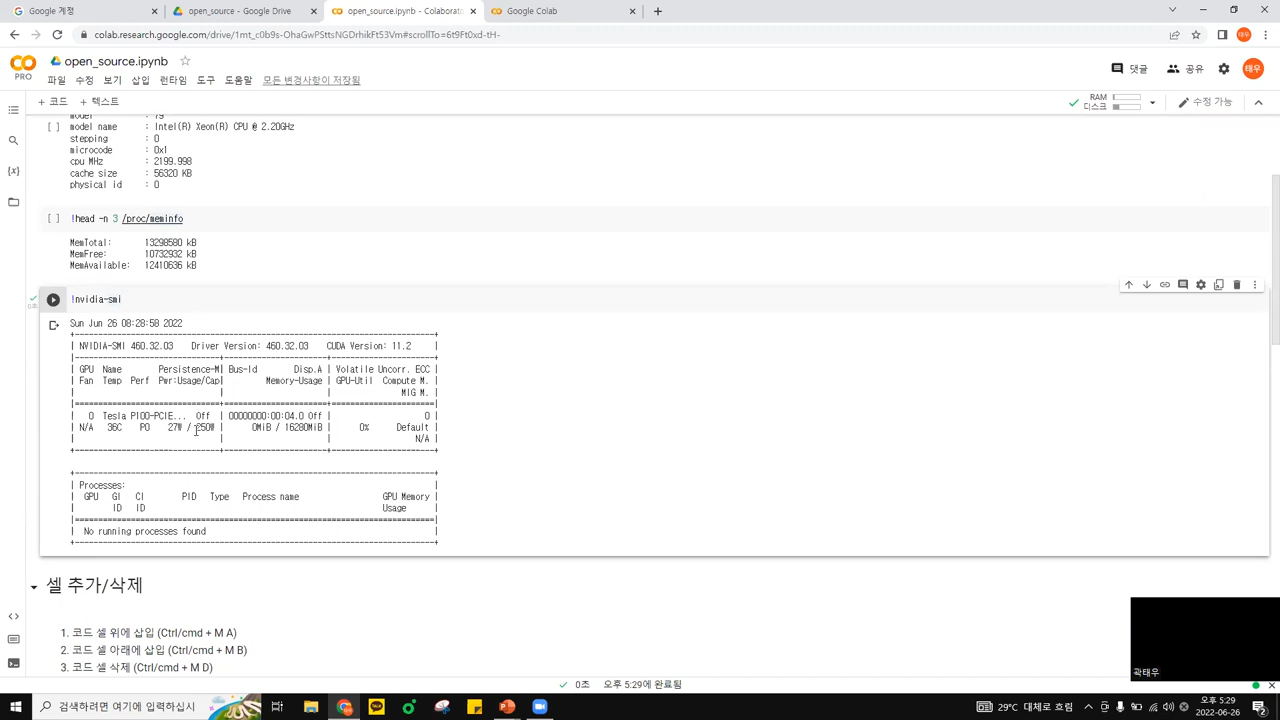 Google 계정
open_source - Google Drive
open_source.ipynb - Colaborato
Google Colab
colab.research.google.com/drive/1mt_c0b9s-OhaGwPSttsNGDrhikFt53Vm#scrollTo=6t9Ft0xd-tH-
태우
PRO
open_source.ipynb
파일 수정 보기 삽입 런타임 도구 도움말 모든 변경사항이 저장됨
댓글 공유 태우
+ 코드 + 텍스트
RAM
디스크
수정 가능
model : 79
[ ] model name : Intel(R) Xeon(R) CPU @ 2.20GHz
stepping : 0
microcode : 0x1
cpu MHz : 2199.998
cache size : 56320 KB
physical id : 0
[ ] !head -n 3 /proc/meminfo
MemTotal: 13298580 kB
MemFree: 10732932 kB
MemAvailable: 12410636 kB
0초
!nvidia-smi
Sun Jun 26 08:28:58 2022
NVIDIA-SMI 460.32.03 Driver Version: 460.32.03 CUDA Version: 11.2
GPU Name Persistence-M| Bus-Id Disp.A | Volatile Uncorr. ECC
Fan Temp Perf Pwr:Usage/Cap| Memory-Usage | GPU-Util Compute M.
MIG M.
0 Tesla P100-PCIE... Off | 00000000:00:04.0 Off | 0
N/A 36C P0 27W / 250W | 0MiB / 16280MiB | 0% Default
N/A
Processes:
GPU GI CI PID Type Process name GPU Memory
ID ID Usage
No running processes found
셀 추가/삭제
1. 코드 셀 위에 삽입 (Ctrl/cmd + M A)
2. 코드 셀 아래에 삽입 (Ctrl/cmd + M B)
3. 코드 셀 삭제 (Ctrl/cmd + M D)
곽태우
0초 오후 5:29에 완료됨
검색하려면 여기에 입력하십시
TALK
29°C 대체로 흐림
오후 5:29
2022-06-26
2